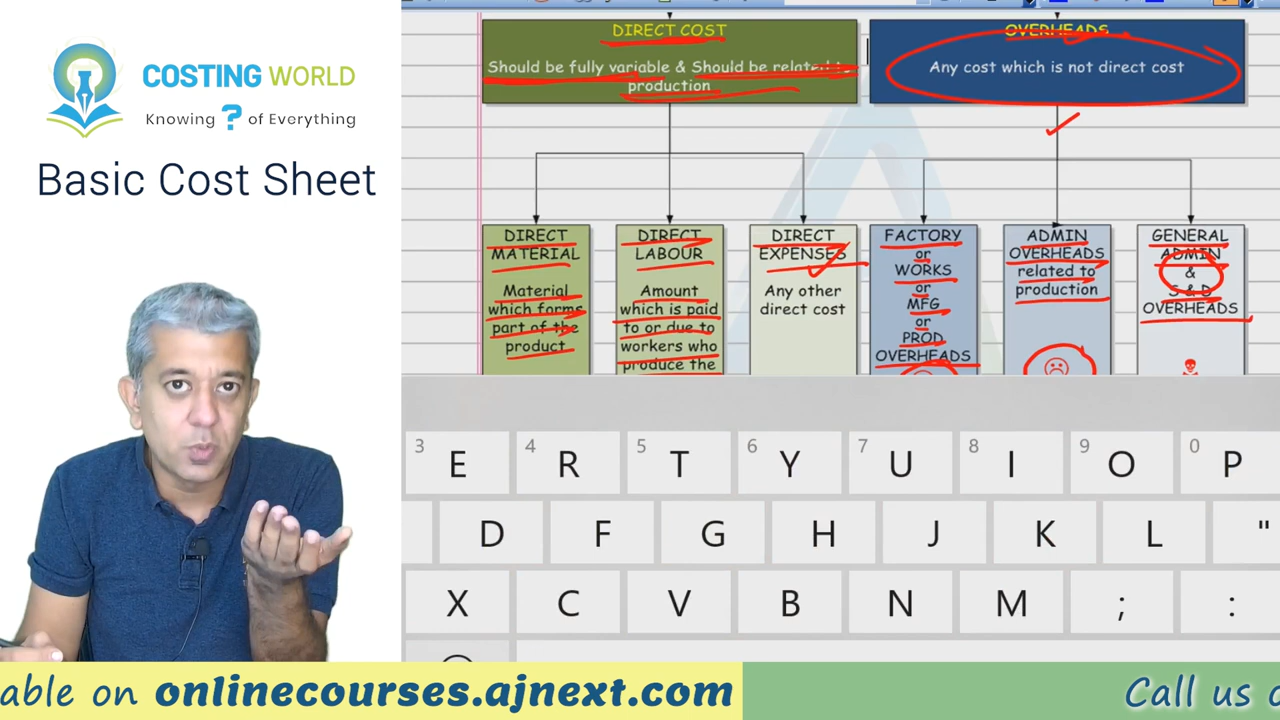 COSTING WORLD
Knowing ? of Everything
Basic Cost Sheet
DIRECT COST
Should be fully variable & Should be related to
production
OVERHEADS
Any cost which is not direct cost
DIRECT
MATERIAL
Material
which forms
part of the
product
DIRECT
LABOUR
Amount
which is paid
to or due to
workers who
produce the
DIRECT
EXPENSES
Any other
direct cost
FACTORY
or
WORKS
or
MFG
or
PROD
OVERHEADS
ADMIN
OVERHEADS
related to
production
GENERAL
ADMIN
&
S & D
OVERHEADS
3 E 4 R 5 T 6 Y 7 U 8 I 9 O 0 P
D F G H J K L "
X C V B N M ; :
able on onlinecourses.ajnext.com
Call us o